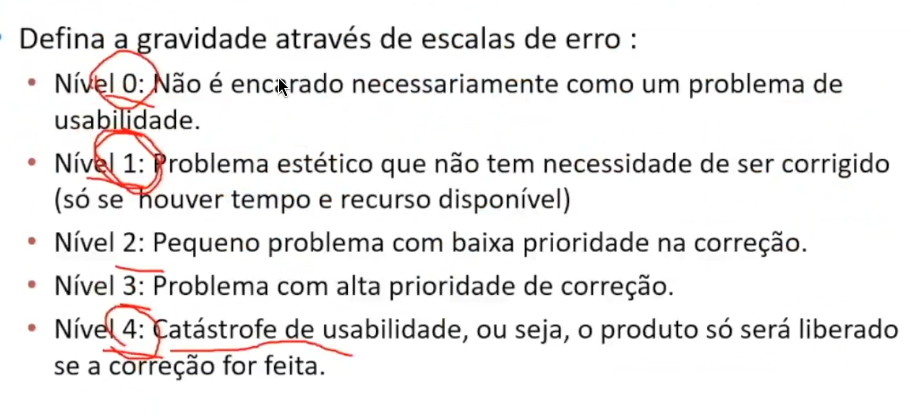 Defina a gravidade através de escalas de erro :
Nível 0: Não é encarado necessariamente como um problema de
usabilidade.
Nível 1: Problema estético que não tem necessidade de ser corrigido
(só se houver tempo e recurso disponível)
Nível 2: Pequeno problema com baixa prioridade na correção.
Nível 3: Problema com alta prioridade de correção.
Nível 4: Catástrofe de usabilidade, ou seja, o produto só será liberado
se a correção for feita.